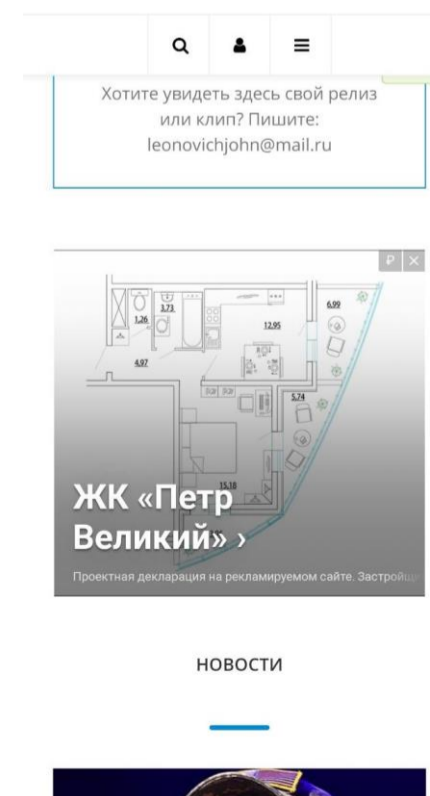 Хотите увидеть здесь свой релиз
или клип? Пишите:
leonovichjohn@mail.ru
₽
6.99
1.26
3.73
12.95
4.97
5.74
15.18
ЖК «Петр
Великий» ›
Проектная декларация на рекламируемом сайте. Застройщ
НОВОСТИ